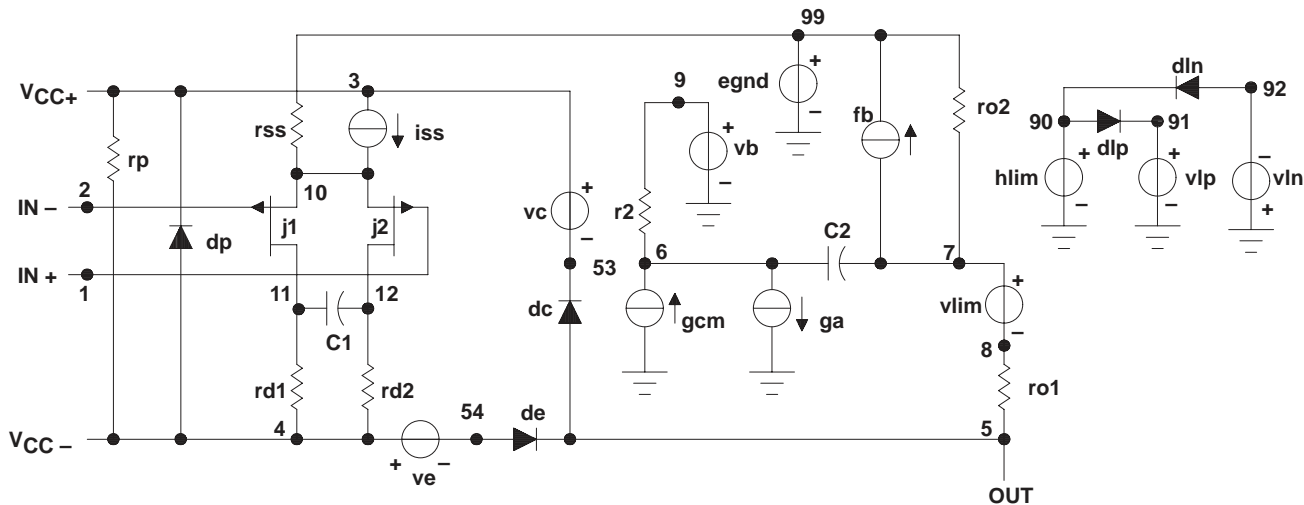 99
3
9
egnd
+
–
dln
92
VCC+
rss
iss
fb
ro2
90
91
rp
vb
+
–
dlp
2
10
hlim
+
–
vlp
+
–
vln
–
+
IN –
j1
j2
vc
+
–
r2
C2
dp
6
7
IN +
53
1
11
12
gcm
ga
vlim
+
–
dc
C1
8
rd1
rd2
ro1
54
de
VCC –
4
5
+
–
ve
OUT